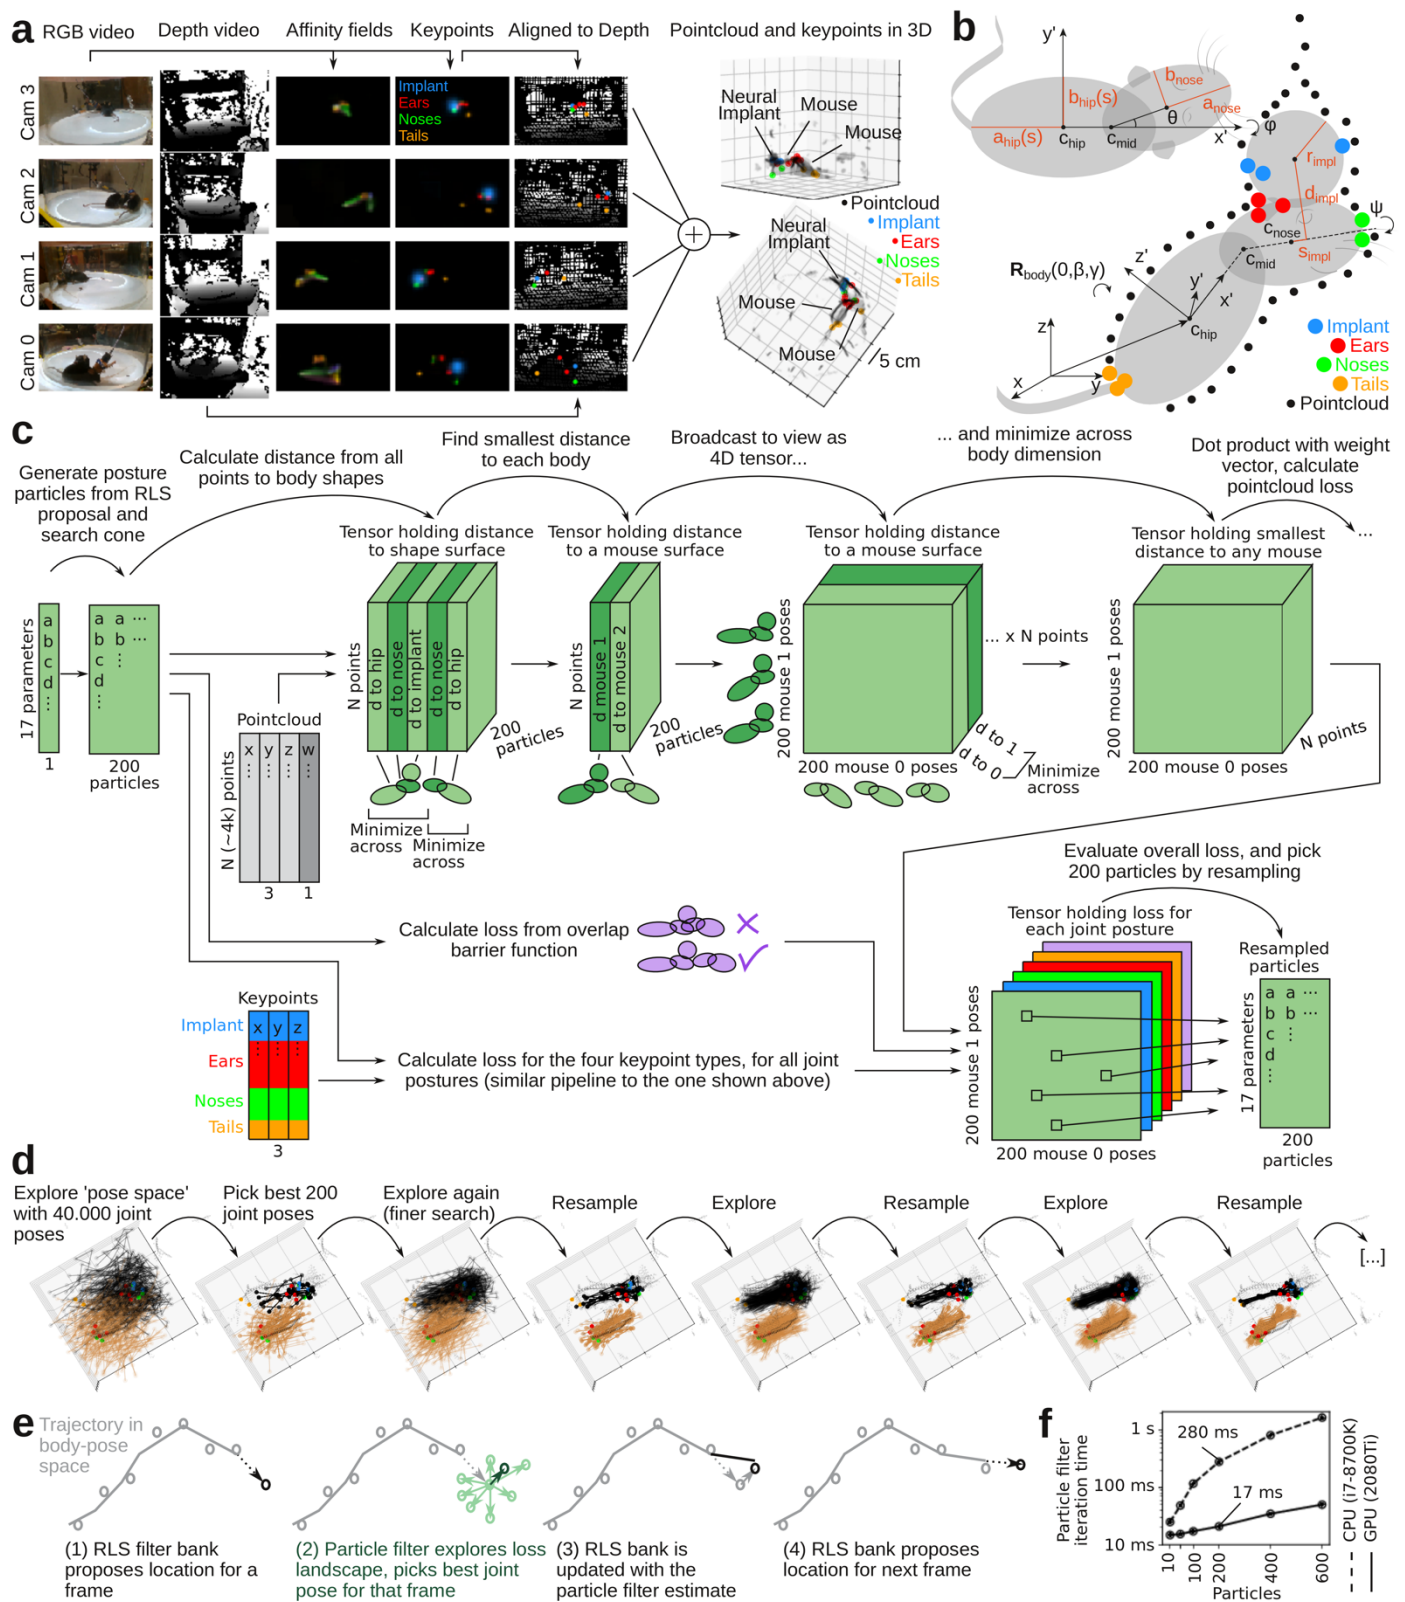 a
RGB video
Depth video
Affinity fields
Keypoints
Aligned to Depth
Pointcloud and keypoints in 3D
Cam 3
Cam 2
Cam 1
Cam 0
Implant
Ears
Noses
Tails
Neural
Implant
Mouse
Mouse
Pointcloud
Implant
Ears
Noses
Tails
Neural
Implant
Mouse
Mouse
5 cm
b
y'
b_nose
a_nose
b_hip(s)
a_hip(s)
c_hip
c_mid
θ
x'
φ
r_impl
d_impl
ψ
c_nose
s_impl
c_mid
R_body(0,β,γ)
z'
y'
x'
c_hip
z
y
x
Implant
Ears
Noses
Tails
Pointcloud
c
Generate posture
particles from RLS
proposal and
search cone
Calculate distance from all
points to body shapes
Find smallest distance
to each body
Broadcast to view as
4D tensor...
... and minimize across
body dimension
Dot product with weight
vector, calculate
pointcloud loss
...
Tensor holding distance
to shape surface
Tensor holding distance
to a mouse surface
Tensor holding distance
to a mouse surface
Tensor holding smallest
distance to any mouse
17 parameters
a
b
c
d
⋮
1
a a ···
b b ···
c ⋮
d
⋮
200
particles
Pointcloud
x y z w
⋮ ⋮ ⋮ ⋮
N (~4k) points
3 1
N points
d to hip
d to nose
d to implant
d to nose
d to hip
200
particles
Minimize
across
Minimize
across
N points
d mouse 1
d to mouse 2
200
particles
200 mouse 1 poses
200 mouse 0 poses
d to 1
d to 0
Minimize
across
... x N points
200 mouse 1 poses
200 mouse 0 poses
N points
Calculate loss from overlap
barrier function
Keypoints
Implant
Ears
Noses
Tails
x y z
⋮ ⋮ ⋮
3
Calculate loss for the four keypoint types, for all joint
postures (similar pipeline to the one shown above)
Evaluate overall loss, and pick
200 particles by resampling
Tensor holding loss for
each joint posture
200 mouse 1 poses
200 mouse 0 poses
Resampled
particles
17 parameters
a a ···
b b ···
c ⋮
d
⋮
200
particles
d
Explore 'pose space'
with 40.000 joint
poses
Pick best 200
joint poses
Explore again
(finer search)
Resample
Explore
Resample
Explore
Resample
[...]
e
Trajectory in
body-pose
space
(1) RLS filter bank
proposes location for a
frame
(2) Particle filter explores loss
landscape, picks best joint
pose for that frame
(3) RLS bank is
updated with the
particle filter estimate
(4) RLS bank proposes
location for next frame
f
Particle filter
iteration time
1 s
100 ms
10 ms
280 ms
17 ms
10
100
200
400
600
Particles
CPU (i7-8700K)
GPU (2080Ti)